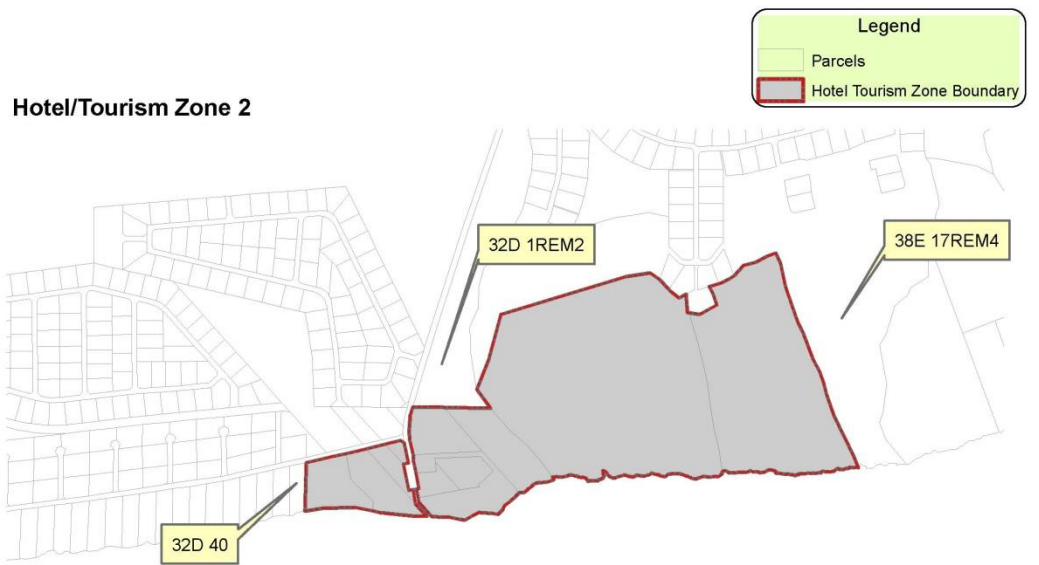 Legend
Parcels
Hotel Tourism Zone Boundary
Hotel/Tourism Zone 2
32D 1REM2
38E 17REM4
32D 40